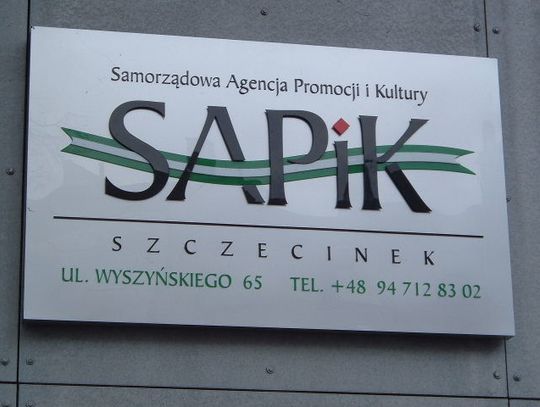 Samorządowa Agencja Promocji i Kultury
SAPiK
SZCZECINEK
UL. WYSZYŃSKIEGO 65 TEL. +48 94 712 83 02